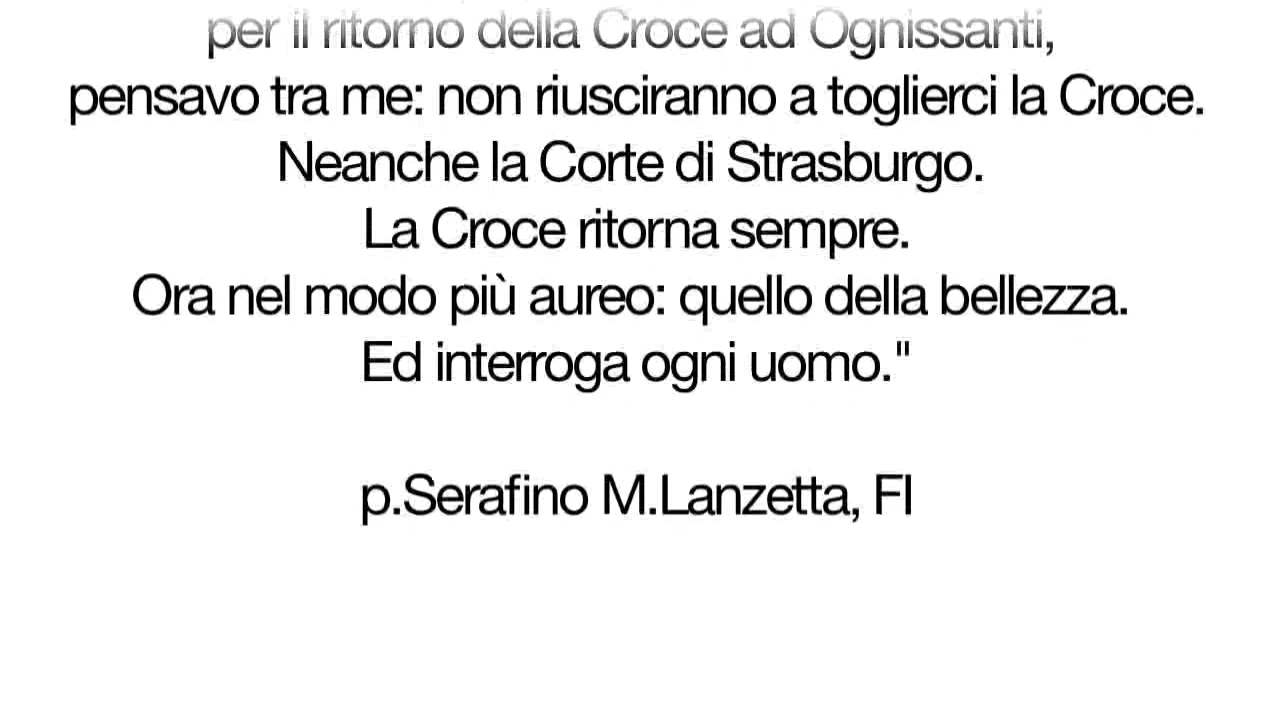 per il ritorno della Croce ad Ognissanti,
pensavo tra me: non riusciranno a toglierci la Croce.
Neanche la Corte di Strasburgo.
La Croce ritorna sempre.
Ora nel modo più aureo: quello della bellezza.
Ed interroga ogni uomo."
p.Serafino M.Lanzetta, FI